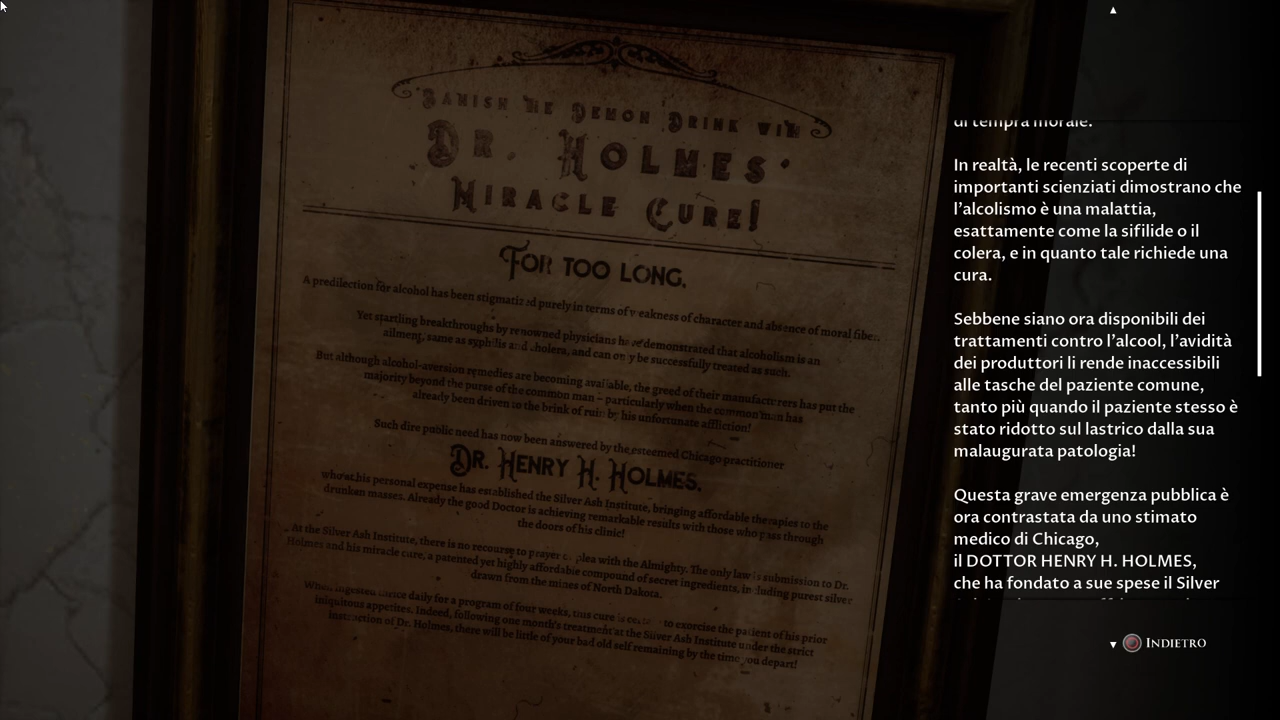 BANISH THE DEMON DRINK WITH
DR. HOLMES'
MIRACLE CURE!
FOR TOO LONG,
A predilection for alcohol has been stigmatized purely in terms of weakness of character and absence of moral fiber.
Yet startling breakthroughs by renowned physicians have demonstrated that alcoholism is an
ailment, same as syphilis and cholera, and can only be successfully treated as such.
But although alcohol-aversion remedies are becoming available, the greed of their manufacturers has put the
majority beyond the purse of the common man – particularly when the common man has
already been driven to the brink of ruin by his unfortunate affliction!
Such dire public need has now been answered by the esteemed Chicago practitioner
DR. HENRY H. HOLMES,
who at his personal expense has established the Silver Ash Institute, bringing affordable therapies to the
drunken masses. Already the good Doctor is achieving remarkable results with those who pass through
the doors of his clinic!
At the Silver Ash Institute, there is no recourse to prayer or plea with the Almighty. The only law is submission to Dr.
Holmes and his miracle cure, a patented yet highly affordable compound of secret ingredients, including purest silver
drawn from the mines of North Dakota.
When ingested thrice daily for a program of four weeks, this cure is certain to exorcise the patient of his prior
iniquitous appetites. Indeed, following one month's treatment at the Silver Ash Institute under the strict
instruction of Dr. Holmes, there will be little of your bad old self remaining by the time you depart!
di tempra morale.
In realtà, le recenti scoperte di
importanti scienziati dimostrano che
l'alcolismo è una malattia,
esattamente come la sifilide o il
colera, e in quanto tale richiede una
cura.
Sebbene siano ora disponibili dei
trattamenti contro l'alcool, l'avidità
dei produttori li rende inaccessibili
alle tasche del paziente comune,
tanto più quando il paziente stesso è
stato ridotto sul lastrico dalla sua
malaugurata patologia!
Questa grave emergenza pubblica è
ora contrastata da uno stimato
medico di Chicago,
il DOTTOR HENRY H. HOLMES,
che ha fondato a sue spese il Silver
INDIETRO